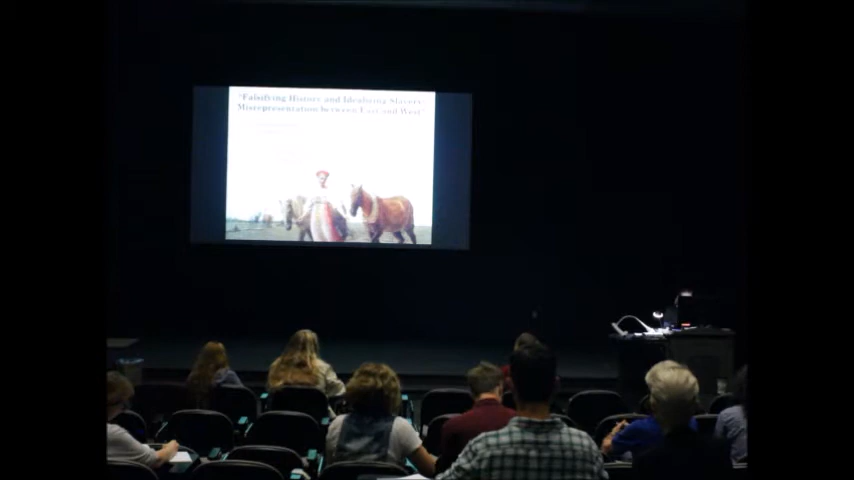 "Falsifying History and Idealizing Slavery:
Misrepresentation between East and West"